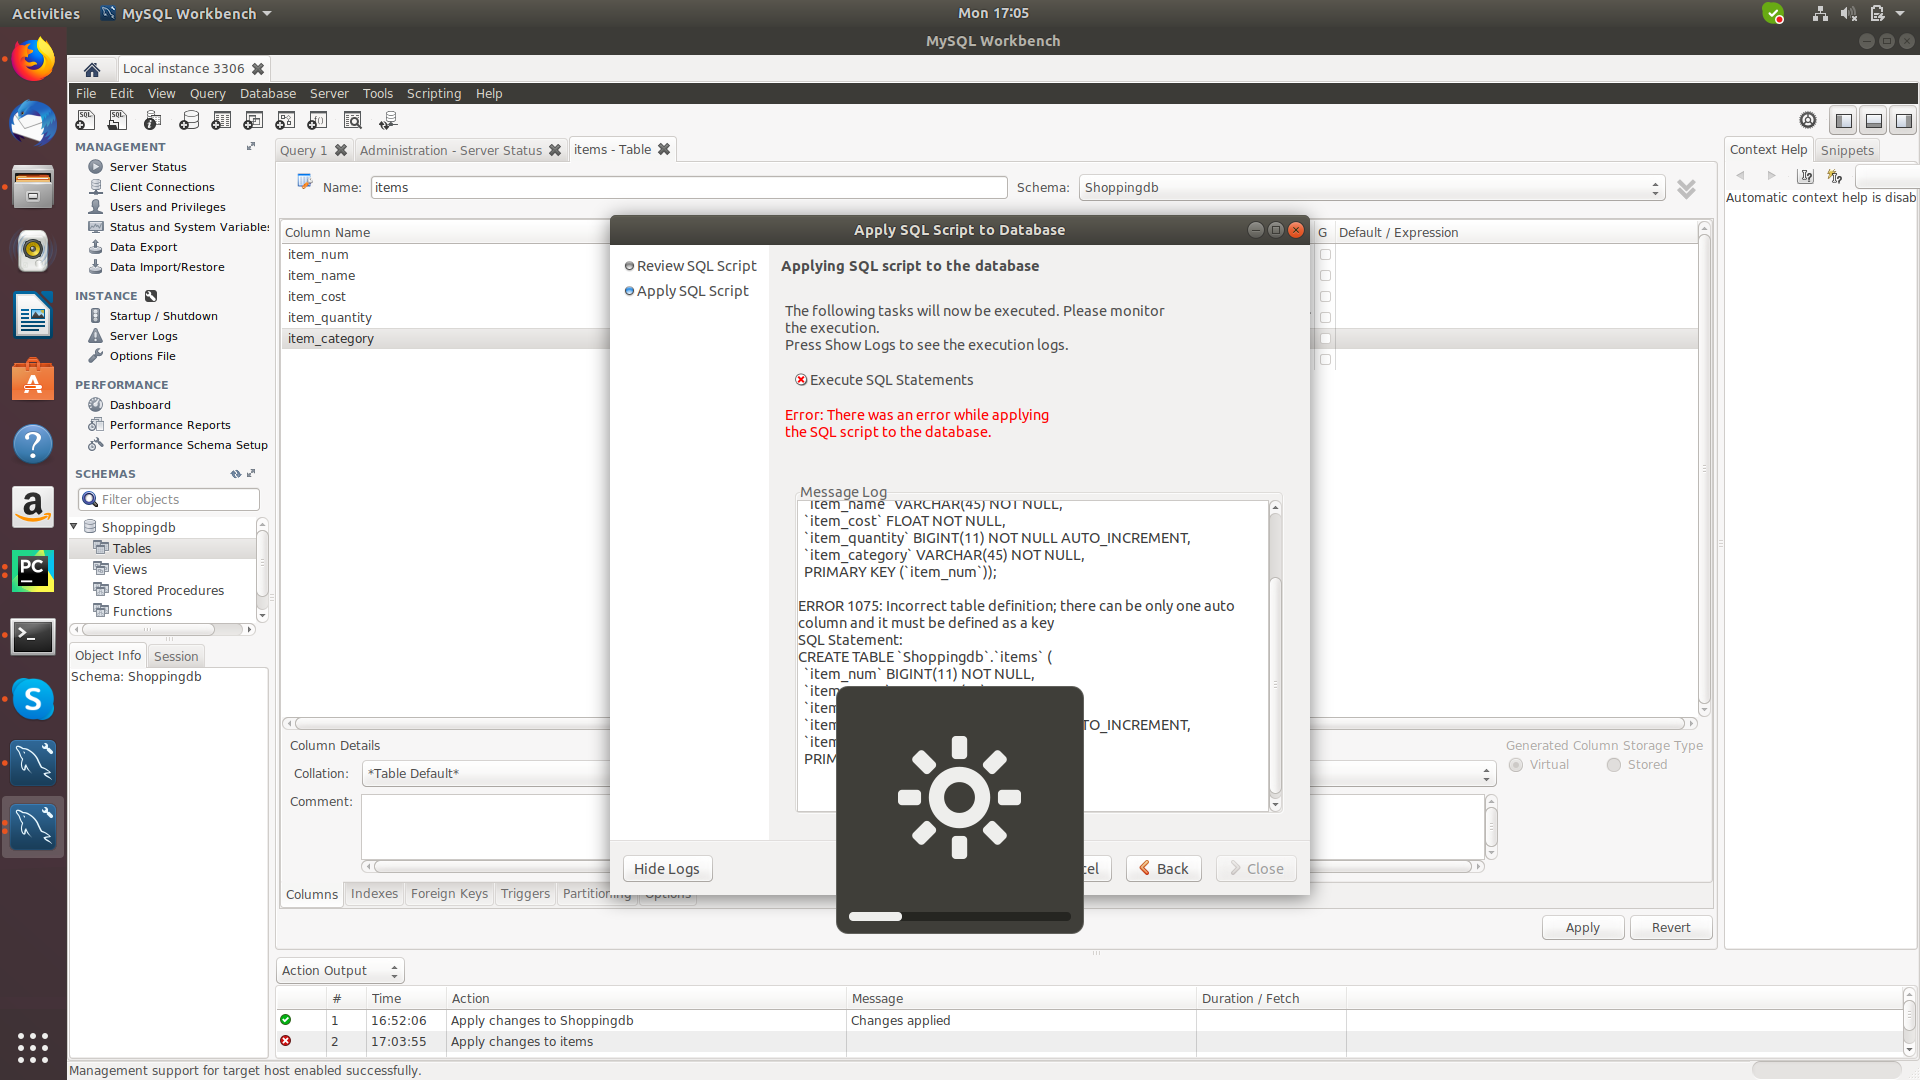 Activities
MySQL Workbench
Mon 17:05
MySQL Workbench
Local instance 3306
File Edit View Query Database Server Tools Scripting Help
MANAGEMENT
Server Status
Client Connections
Users and Privileges
Status and System Variables
Data Export
Data Import/Restore
INSTANCE
Startup / Shutdown
Server Logs
Options File
PERFORMANCE
Dashboard
Performance Reports
Performance Schema Setup
SCHEMAS
Filter objects
Shoppingdb
Tables
Views
Stored Procedures
Functions
Object Info Session
Schema: Shoppingdb
Query 1
Administration - Server Status
items - Table
Name: items
Schema: Shoppingdb
Column Name
G
Default / Expression
item_num
item_name
item_cost
item_quantity
item_category
Apply SQL Script to Database
Review SQL Script
Apply SQL Script
Applying SQL script to the database
The following tasks will now be executed. Please monitor
the execution.
Press Show Logs to see the execution logs.
Execute SQL Statements
Error: There was an error while applying
the SQL script to the database.
Message Log
`item_name` VARCHAR(45) NOT NULL,
`item_cost` FLOAT NOT NULL,
`item_quantity` BIGINT(11) NOT NULL AUTO_INCREMENT,
`item_category` VARCHAR(45) NOT NULL,
PRIMARY KEY (`item_num`));
ERROR 1075: Incorrect table definition; there can be only one auto
column and it must be defined as a key
SQL Statement:
CREATE TABLE `Shoppingdb`.`items` (
`item_num` BIGINT(11) NOT NULL,
`item
`item
`item TO_INCREMENT,
`item
PRIM
Hide Logs
cel
Back
Close
Column Details
Collation: *Table Default*
Comment:
Generated Column Storage Type
Virtual
Stored
Columns Indexes Foreign Keys Triggers Partitioning Options
Apply
Revert
Context Help Snippets
Automatic context help is disab
Action Output
# Time Action Message Duration / Fetch
1 16:52:06 Apply changes to Shoppingdb Changes applied
2 17:03:55 Apply changes to items
Management support for target host enabled successfully.
PC